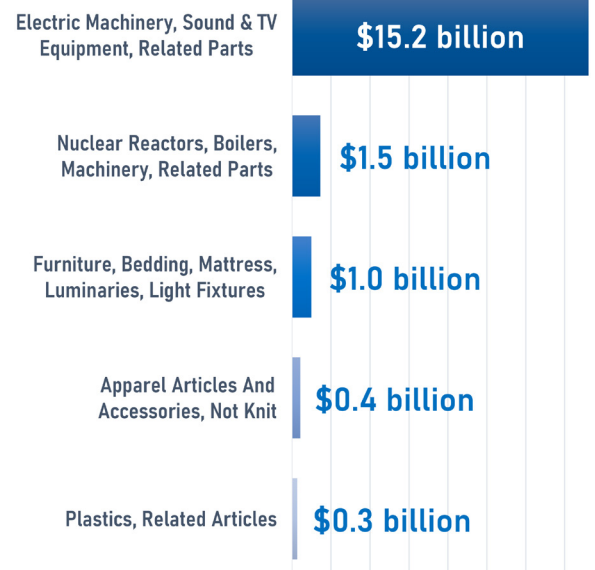 Electric Machinery, Sound & TV
Equipment, Related Parts
$15.2 billion
Nuclear Reactors, Boilers,
Machinery, Related Parts
$1.5 billion
Furniture, Bedding, Mattress,
Luminaries, Light Fixtures
$1.0 billion
Apparel Articles And
Accessories, Not Knit
$0.4 billion
Plastics, Related Articles
$0.3 billion